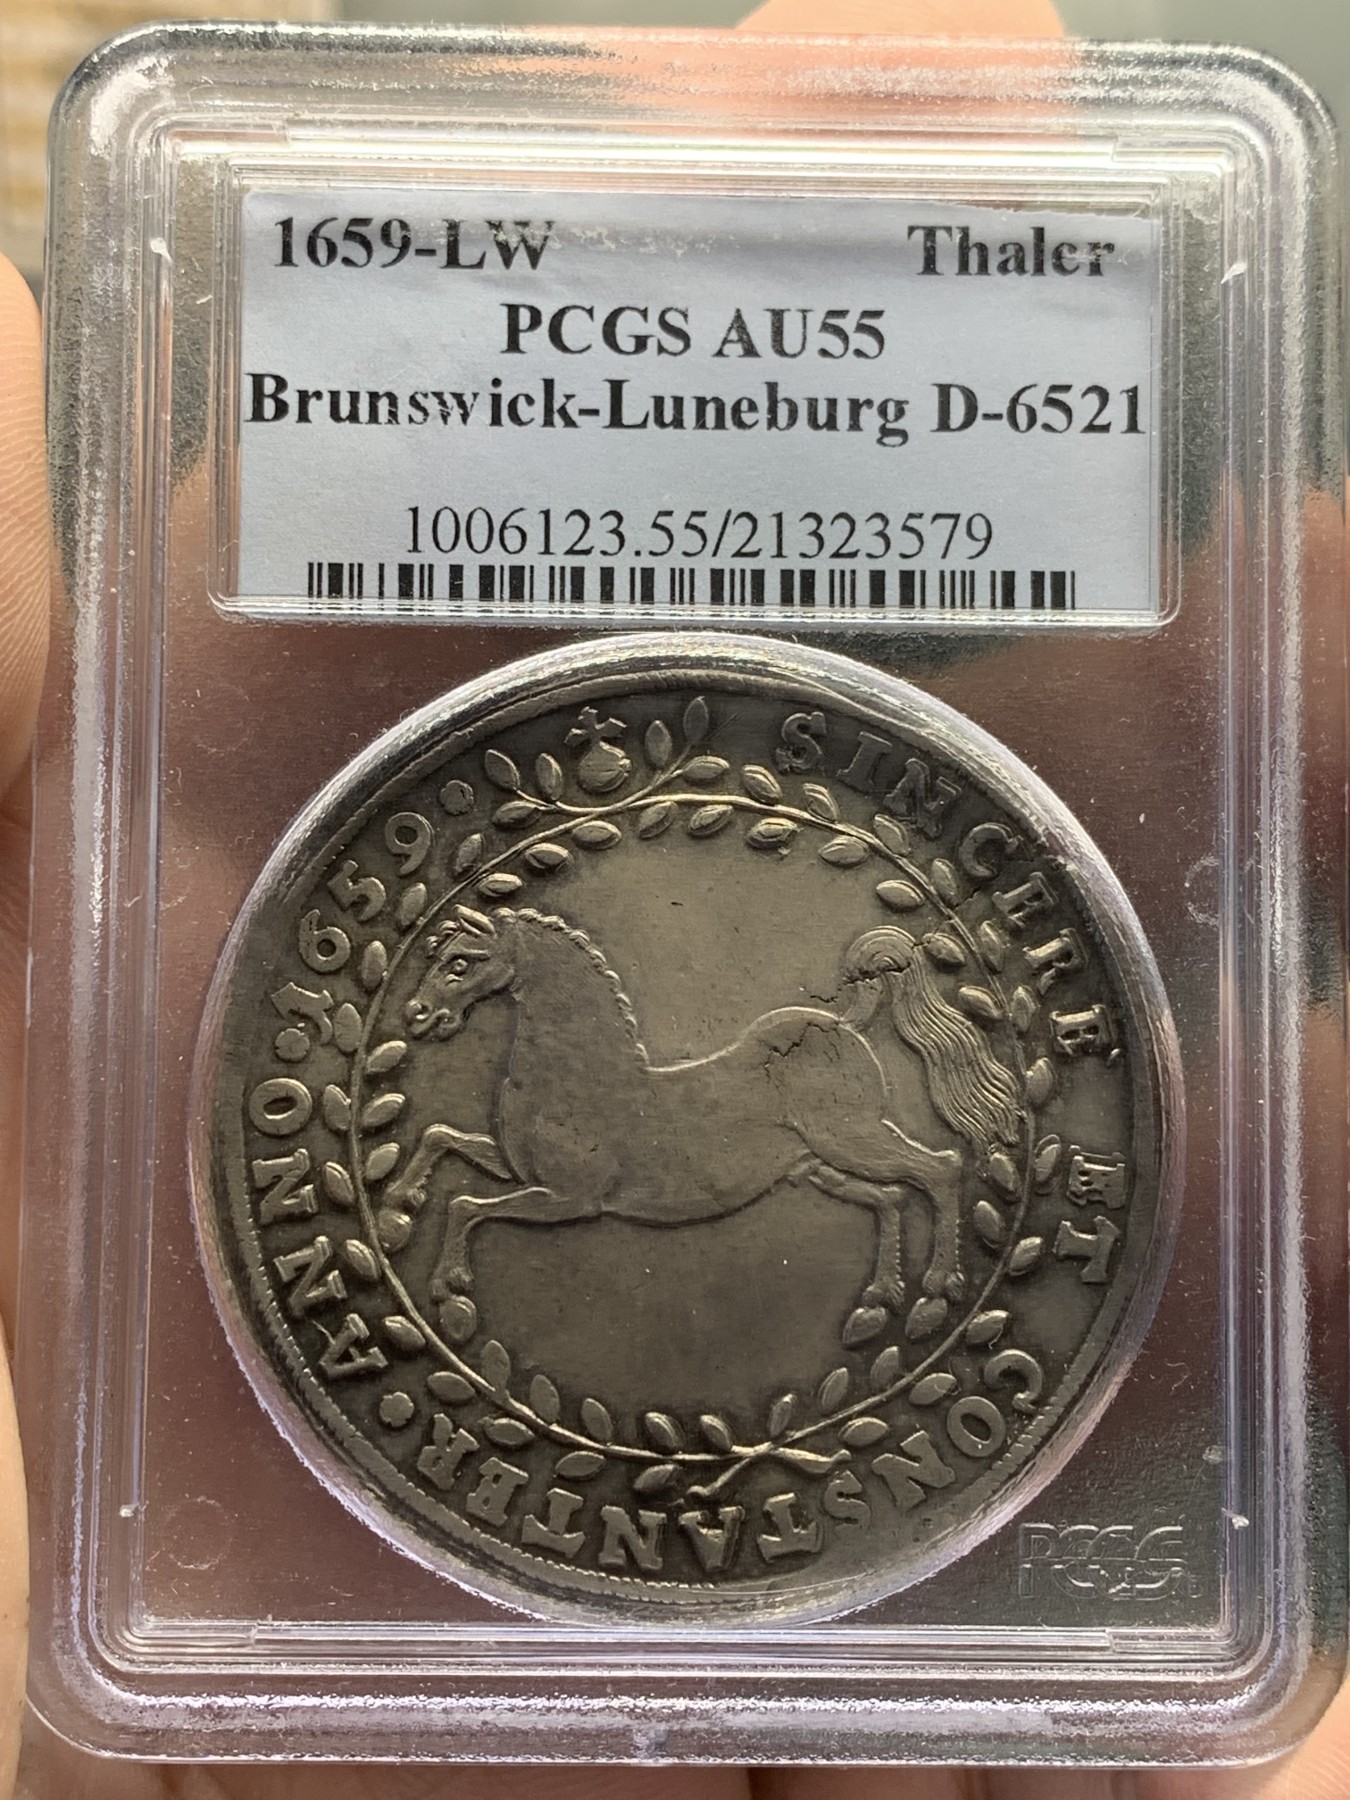 1659-LW Thaler
PCGS AU55
Brunswick-Luneburg D-6521
1006123.55/21323579
SINCERE ET CONSTANTER • ANNO • 1659 •
PCGS